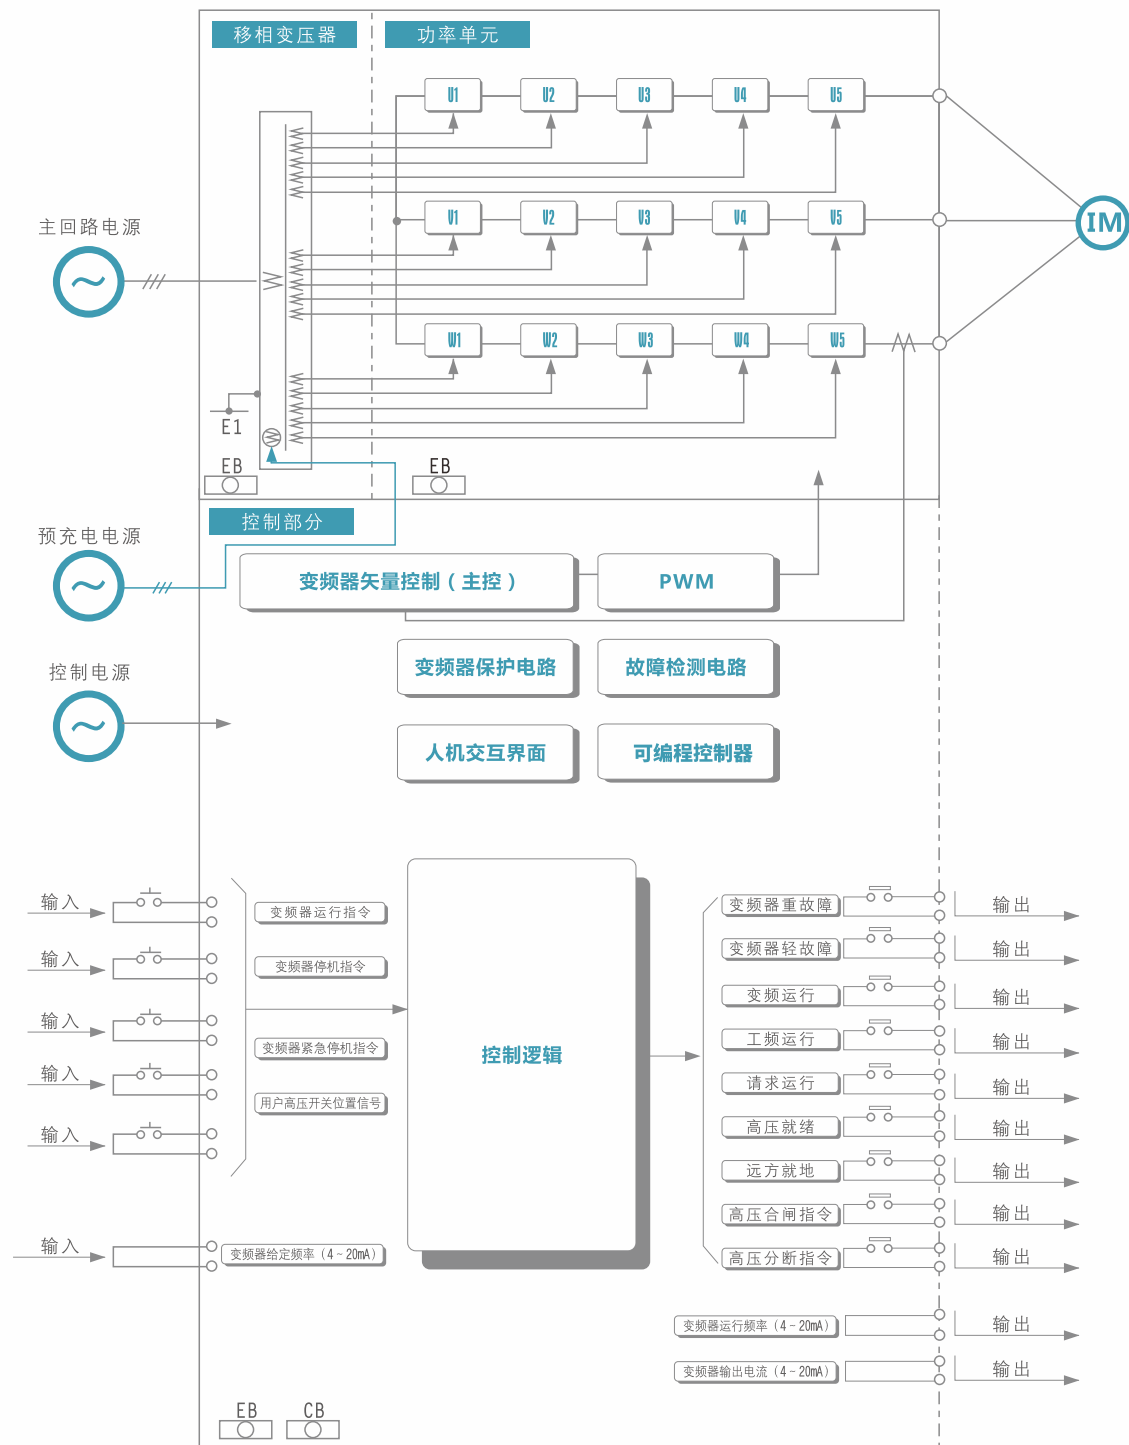 移相变压器
功率单元
U1 U2 U3 U4 U5
主回路电源
V1 V2 V3 V4 V5
IM
W1 W2 W3 W4 W5
E1
EB
EB
控制部分
预充电电源
变频器矢量控制(主控)
PWM
控制电源
变频器保护电路
故障检测电路
人机交互界面
可编程控制器
输入
输入
输入
输入
输入
输入
变频器运行指令
变频器停机指令
变频器紧急停机指令
用户高压开关位置信号
变频器给定频率(4~20mA)
控制逻辑
变频器重故障
输出
变频器轻故障
输出
变频运行
输出
工频运行
输出
请求运行
输出
高压就绪
输出
远方就地
输出
高压合闸指令
输出
高压分断指令
输出
变频器运行频率(4~20mA)
输出
变频器输出电流(4~20mA)
输出
EB
CB